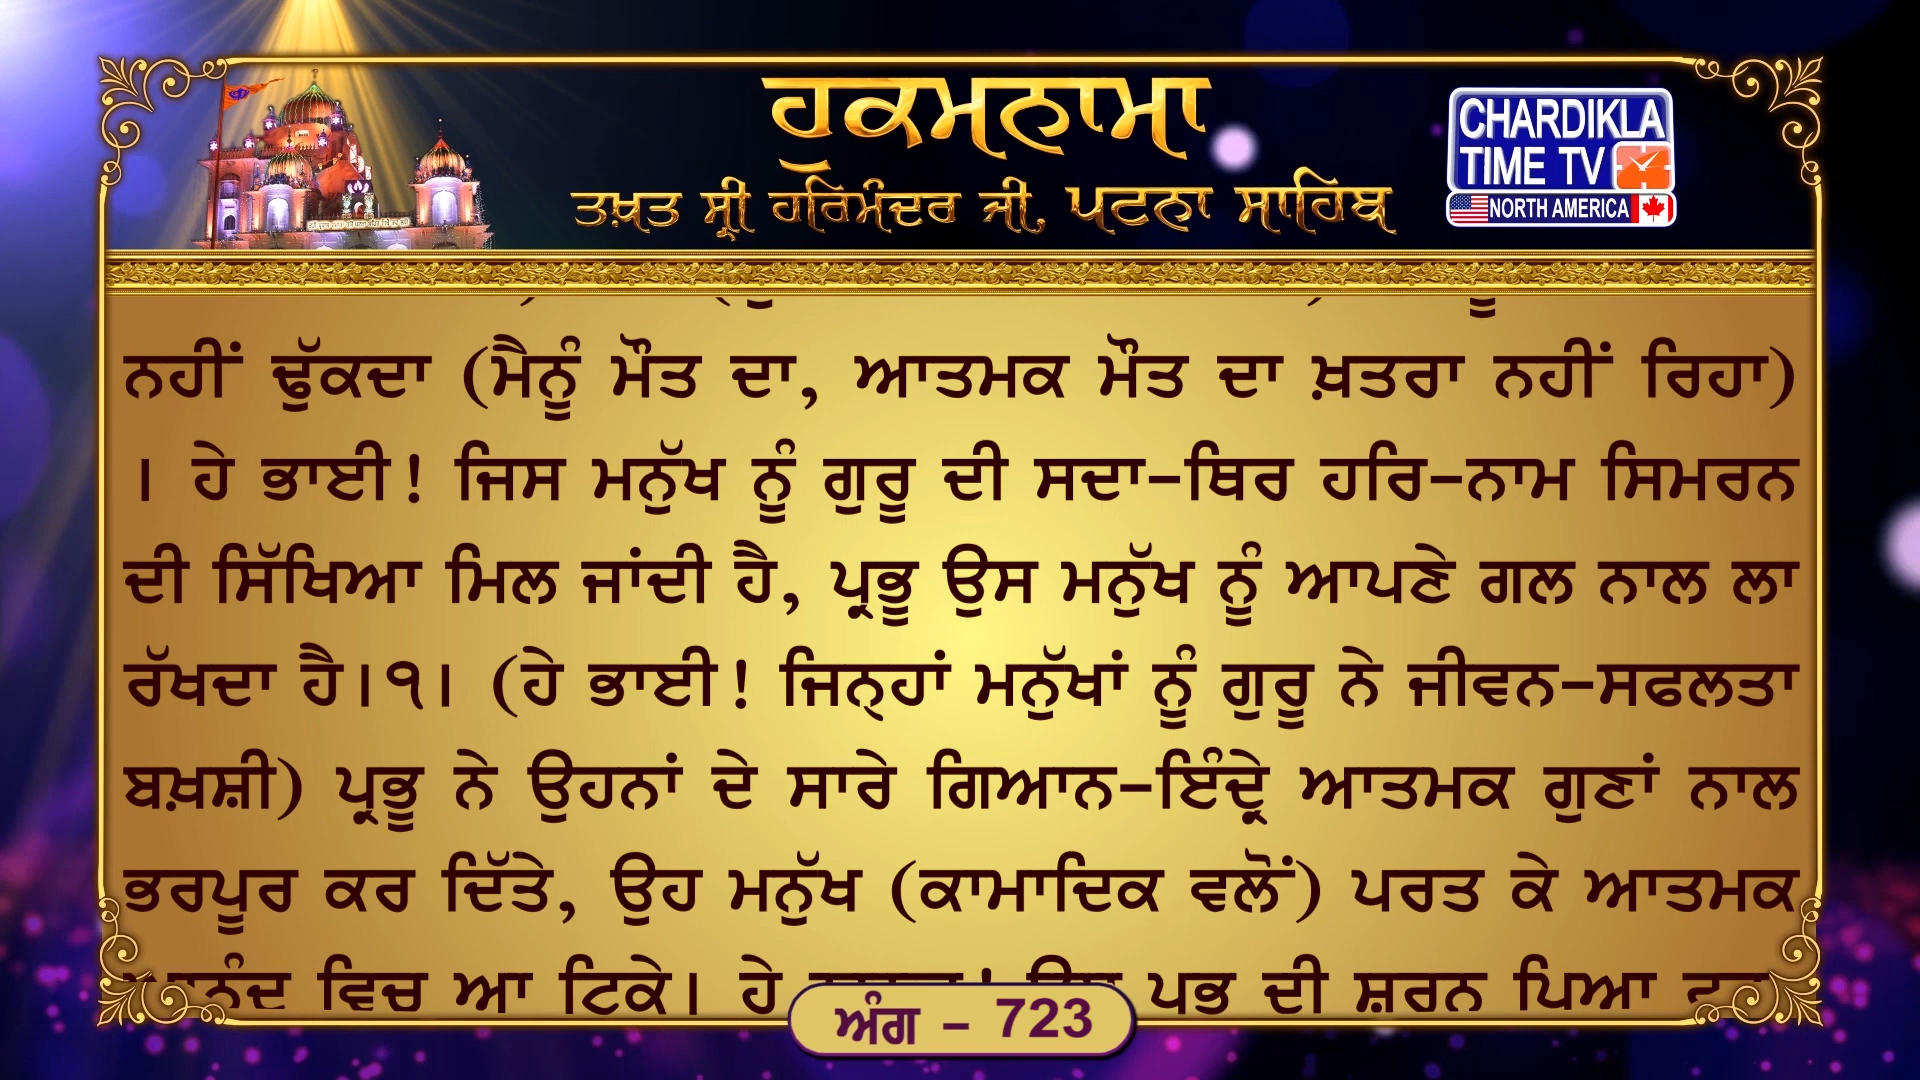 ਹੁਕਮਨਾਮਾ
ਤਖ਼ਤ ਸ੍ਰੀ ਹਰਿਮੰਦਰ ਜੀ, ਪਟਨਾ ਸਾਹਿਬ
CHARDIKLA
TIME TV
NORTH AMERICA
ਨਹੀਂ ਢੁੱਕਦਾ (ਮੈਨੂੰ ਮੌਤ ਦਾ, ਆਤਮਕ ਮੌਤ ਦਾ ਖ਼ਤਰਾ ਨਹੀਂ ਰਿਹਾ)
। ਹੇ ਭਾਈ! ਜਿਸ ਮਨੁੱਖ ਨੂੰ ਗੁਰੂ ਦੀ ਸਦਾ-ਥਿਰ ਹਰਿ-ਨਾਮ ਸਿਮਰਨ
ਦੀ ਸਿੱਖਿਆ ਮਿਲ ਜਾਂਦੀ ਹੈ, ਪ੍ਰਭੂ ਉਸ ਮਨੁੱਖ ਨੂੰ ਆਪਣੇ ਗਲ ਨਾਲ ਲਾ
ਰੱਖਦਾ ਹੈ।੧। (ਹੇ ਭਾਈ! ਜਿਨ੍ਹਾਂ ਮਨੁੱਖਾਂ ਨੂੰ ਗੁਰੂ ਨੇ ਜੀਵਨ-ਸਫਲਤਾ
ਬਖ਼ਸ਼ੀ) ਪ੍ਰਭੂ ਨੇ ਉਹਨਾਂ ਦੇ ਸਾਰੇ ਗਿਆਨ-ਇੰਦ੍ਰੇ ਆਤਮਕ ਗੁਣਾਂ ਨਾਲ
ਭਰਪੂਰ ਕਰ ਦਿੱਤੇ, ਉਹ ਮਨੁੱਖ (ਕਾਮਾਦਿਕ ਵਲੋਂ) ਪਰਤ ਕੇ ਆਤਮਕ
ਵਿਚ ਆ ਟਿਕੇ। ਹੇ ਪ੍ਰਭੂ ਦੀ ਸ਼ਰਨ ਪਿਆ
ਅੰਗ – 723